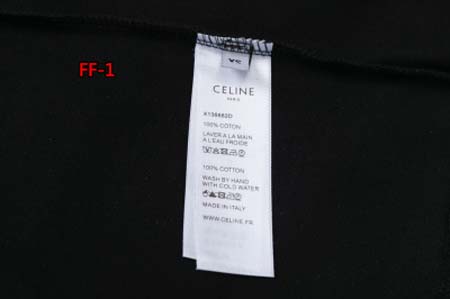 FF-1
CELINE
PARIS
100% COTON
LAVER A LA MAIN
A L'EAU FROIDE
100% COTTON
WASH BY HAND
WITH COLD WATER
MADE IN ITALY
WWW.CELINE.FR